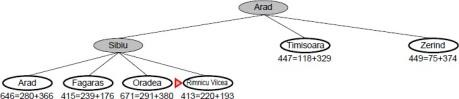 Arad
Sibiu
Timisoara
Zerind
447=118+329
449=75+374
Arad
Fagaras
Oradea
Rimnicu Vilcea
646=280+366
415=239+176
671=291+380
413=220+193